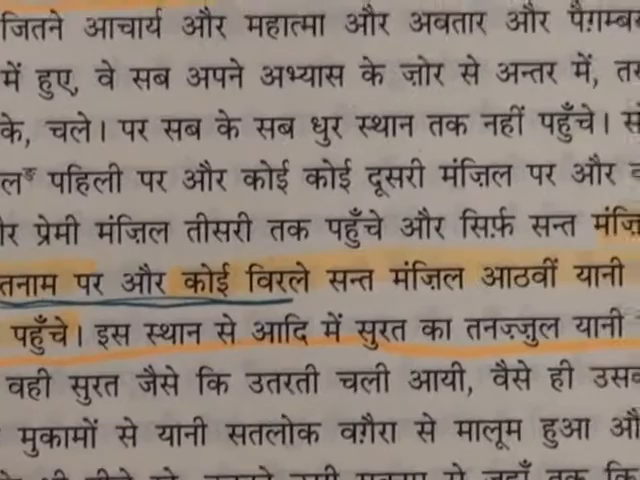 जितने आचार्य और महात्मा और अवतार और पैग़म्बर
में हुए, वे सब अपने अभ्यास के ज़ोर से अन्तर में,
के, चले। पर सब के सब धुर स्थान तक नहीं पहुँचे।
पहिली पर और कोई कोई दूसरी मंज़िल पर और
प्रेमी मंज़िल तीसरी तक पहुँचे और सिर्फ़ सन्त
पर और कोई विरले सन्त मंज़िल आठवीं यानी
पहुँचे। इस स्थान से आदि में सुरत का तनज़्ज़ुल यानी
वही सुरत जैसे कि उतरती चली आयी, वैसे ही
मुकामों से यानी सतलोक वग़ैरा से मालूम हुआ